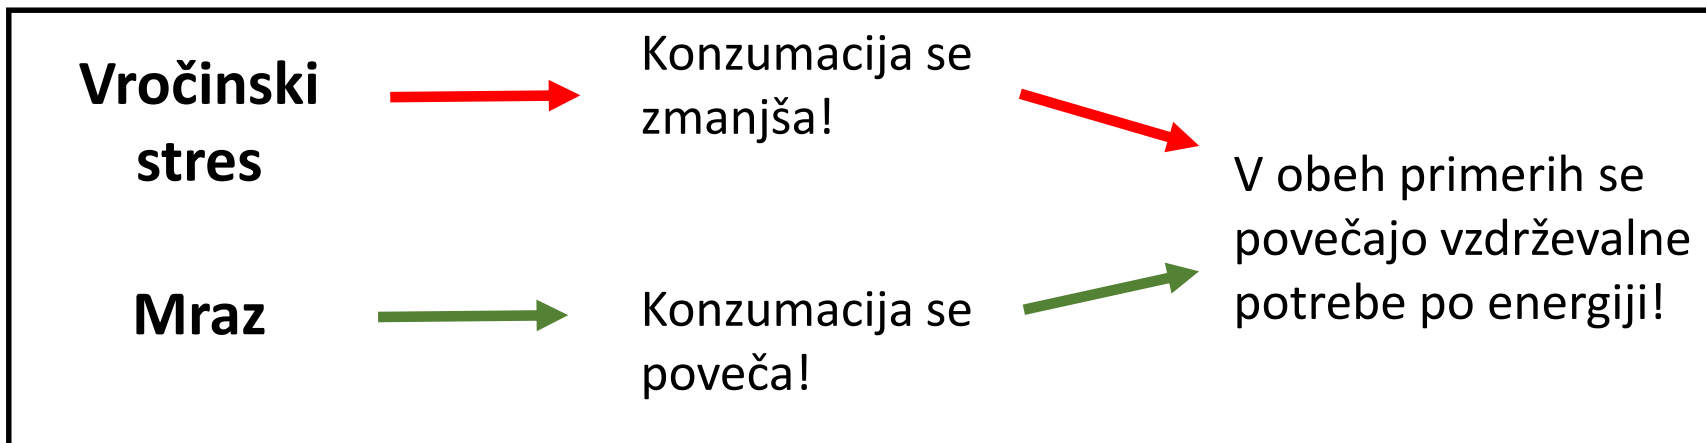 Vročinski
stres
Konzumacija se
zmanjša!
Mraz
Konzumacija se
poveča!
V obeh primerih se
povečajo vzdrževalne
potrebe po energiji!